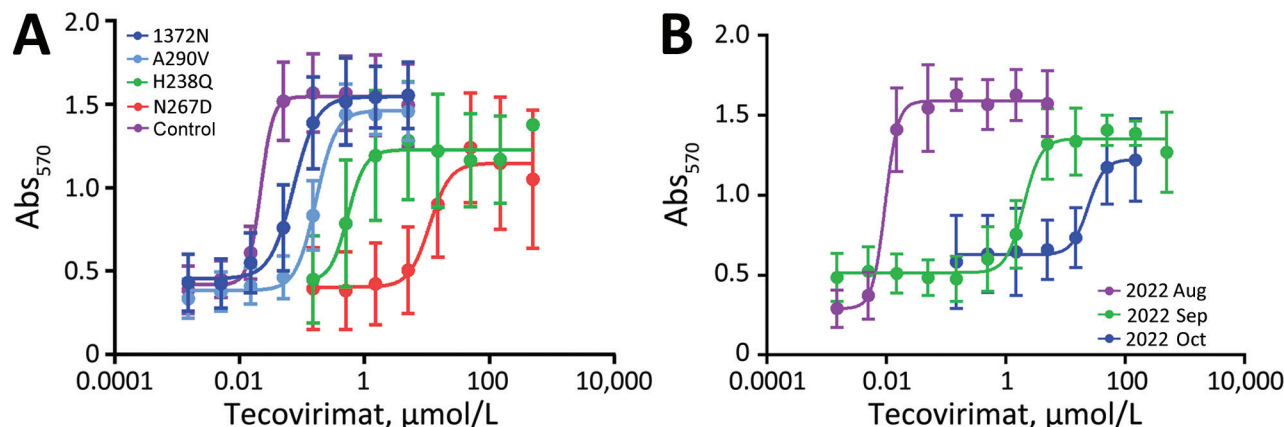 A
2.0
1.5
1.0
0.5
0
Abs570
1372N
A290V
H238Q
N267D
Control
0.0001
0.01
1
100
10,000
Tecovirimat, μmol/L
B
2.0
1.5
1.0
0.5
0
Abs570
2022 Aug
2022 Sep
2022 Oct
0.0001
0.01
1
100
10,000
Tecovirimat, μmol/L